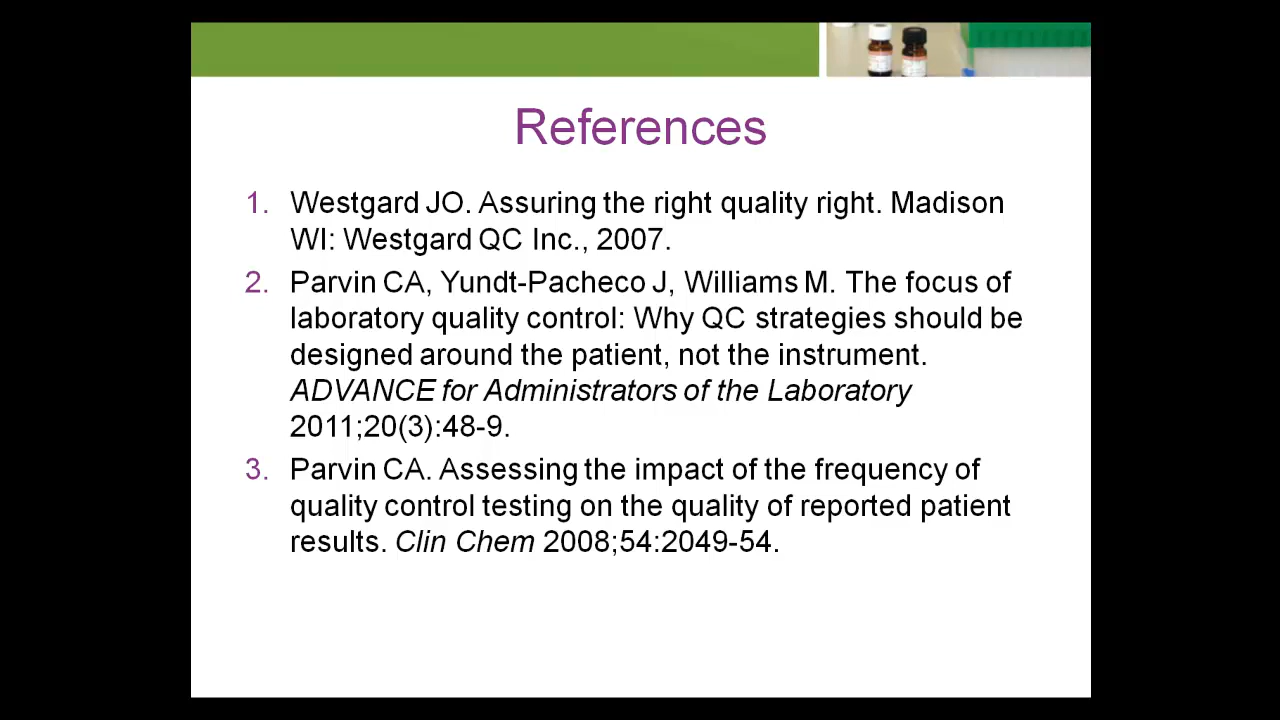 References
1. Westgard JO. Assuring the right quality right. Madison
WI: Westgard QC Inc., 2007.
2. Parvin CA, Yundt-Pacheco J, Williams M. The focus of
laboratory quality control: Why QC strategies should be
designed around the patient, not the instrument.
ADVANCE for Administrators of the Laboratory
2011;20(3):48-9.
3. Parvin CA. Assessing the impact of the frequency of
quality control testing on the quality of reported patient
results. Clin Chem 2008;54:2049-54.